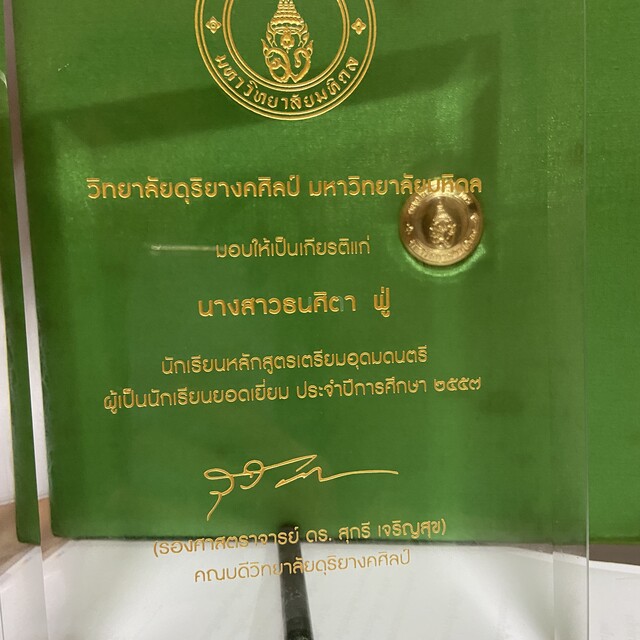 มหาวิทยาลัยมหิดล
วิทยาลัยดุริยางคศิลป์ มหาวิทยาลัยมหิดล
มอบให้เป็นเกียรติแก่
นางสาวธนศิตา ฟู่
นักเรียนหลักสูตรเตรียมอุดมดนตรี
ผู้เป็นนักเรียนยอดเยี่ยม ประจำปีการศึกษา ๒๕๕๓
(รองศาสตราจารย์ ดร. สุกรี เจริญสุข)
คณบดีวิทยาลัยดุริยางคศิลป์